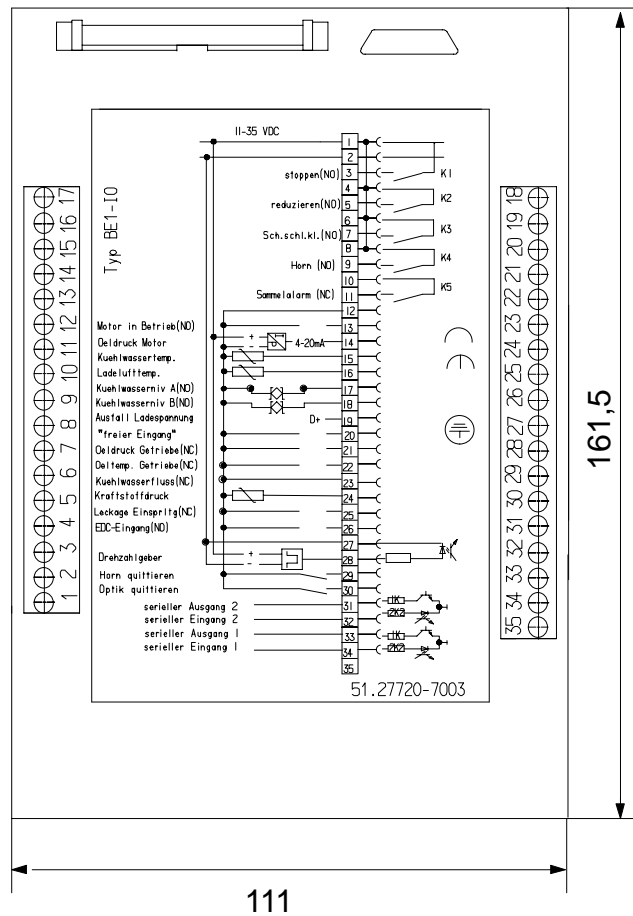 11-35 VDC
1
2
stoppen(NO) 3 K1
4
reduzieren(NO) 5 K2
6
Sch.schl.kl.(NO) 7 K3
8
Horn (NO) 9 K4
10
Sammelalarm (NC) 11 K5
12
Motor in Betrieb(NO) 13
Oeldruck Motor + - 4-20mA 14
Kuehlwassertemp. 15
Ladelufttemp. 16
Kuehlwasserniv A(NO) 17
Kuehlwasserniv B(NO) 18
Ausfall Ladespannung D+ 19
"freier Eingang" 20
Oeldruck Getriebe(NC) 21
Oeltemp. Getriebe(NC) 22
Kuehlwasserfluss(NC) 23
Kraftstoffdruck 24
Leckage Einspritg(NC) 25
EDC-Eingang(NO) 26
27
Drehzahlgeber + - 28
Horn quittieren 29
Optik quittieren 30
serieller Ausgang 2 31 1K
serieller Eingang 2 32 2K2
serieller Ausgang 1 33 1K
serieller Eingang 1 34 2K2
35
51.27720-7003
Typ BE1-IO
CE
1 2 3 4 5 6 7 8 9 10 11 12 13 14 15 16 17
35 34 33 32 31 30 29 28 27 26 25 24 23 22 21 20 19 18
161,5
111